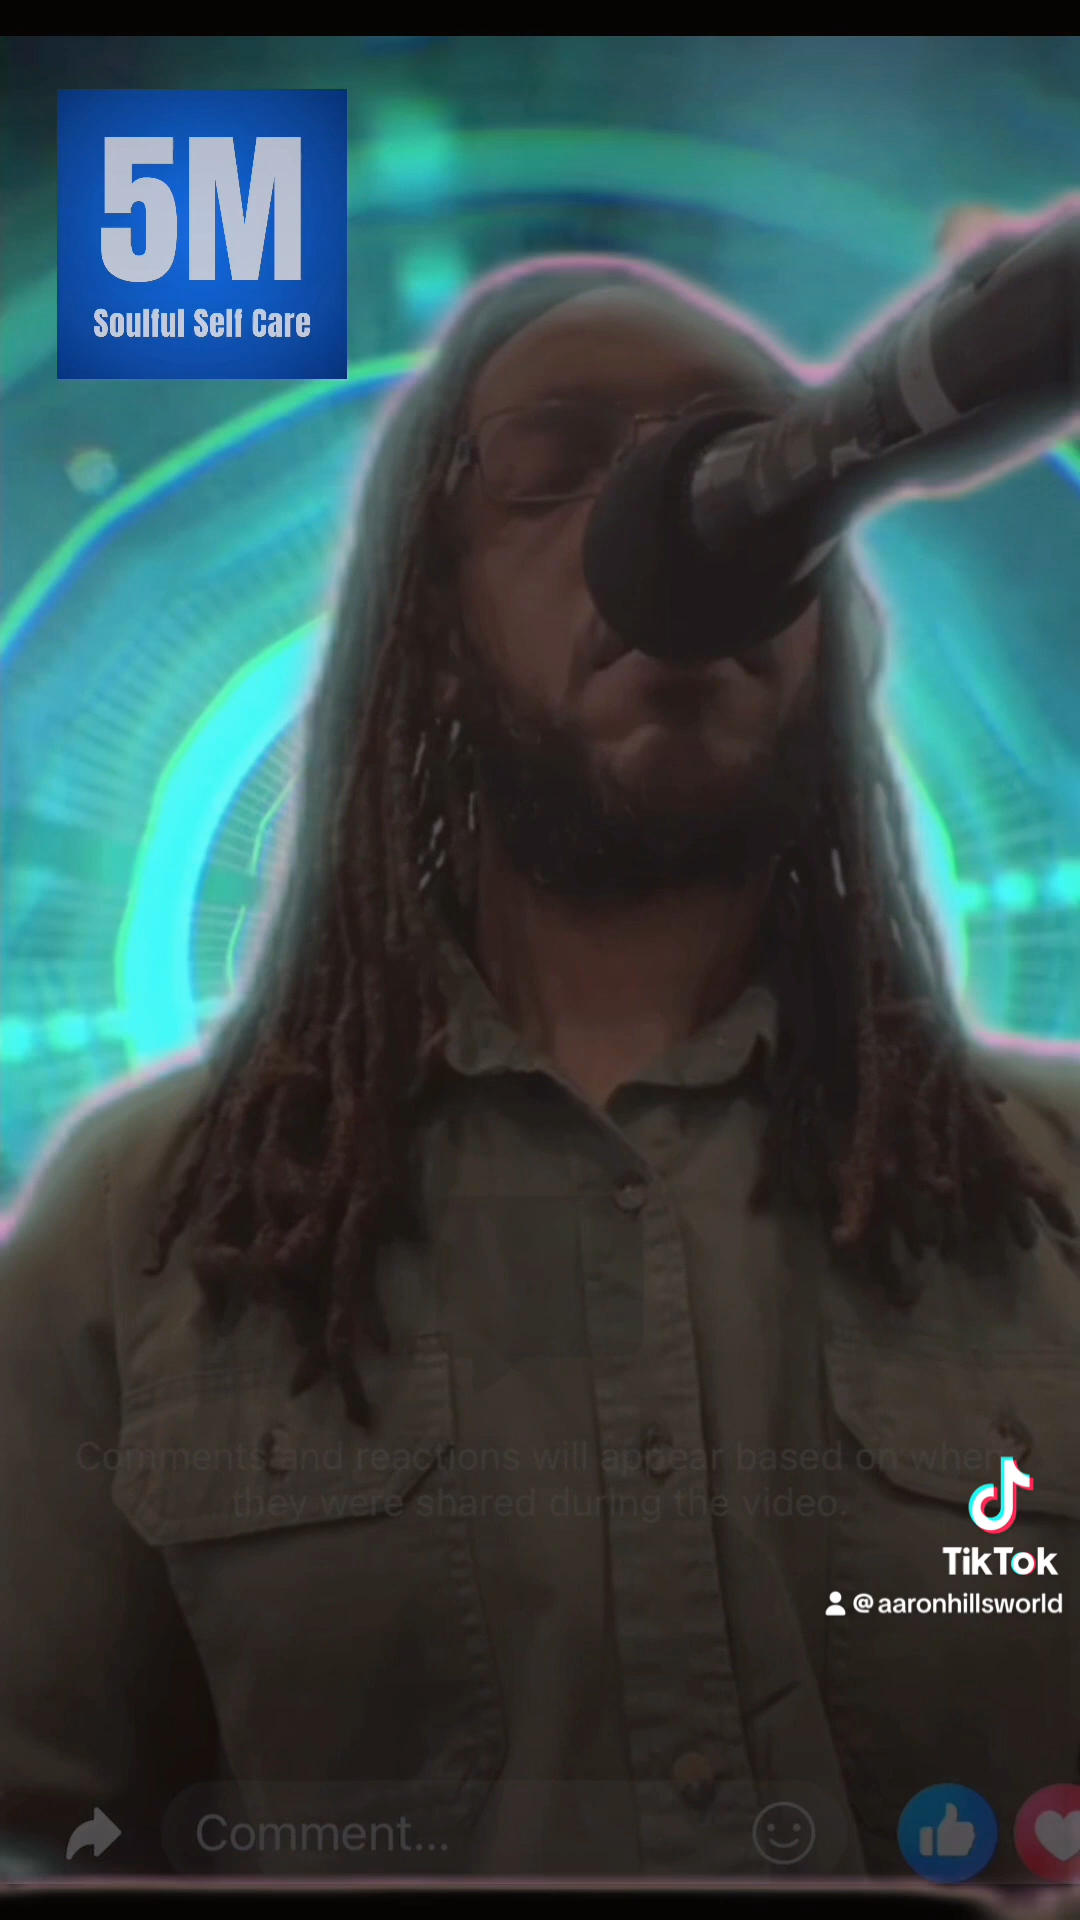 5M
Soulful Self Care
Comments and reactions will appear based on when
they were shared during the video.
TikTok
@aaronhillsworld
Comment...